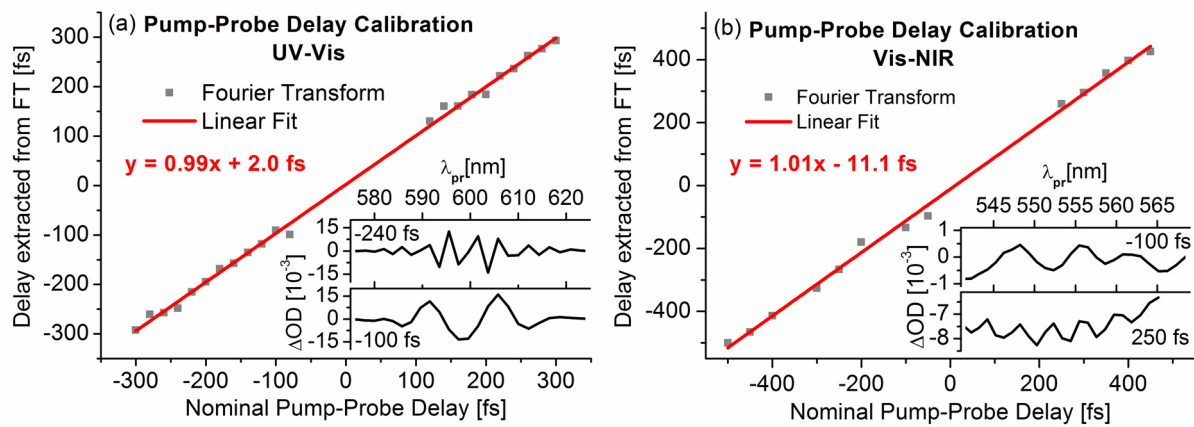 (a) Pump-Probe Delay Calibration
UV-Vis
Fourier Transform
Linear Fit
y = 0.99x + 2.0 fs
Delay extracted from FT [fs]
300
200
100
0
-100
-200
-300
-300 -200 -100 0 100 200 300
Nominal Pump-Probe Delay [fs]
λpr[nm]
580 590 600 610 620
15
0
-15
-240 fs
15
0
-15
-100 fs
ΔOD [10-3]
(b) Pump-Probe Delay Calibration
Vis-NIR
Fourier Transform
Linear Fit
y = 1.01x - 11.1 fs
Delay extracted from FT [fs]
400
200
0
-200
-400
-400 -200 0 200 400
Nominal Pump-Probe Delay [fs]
λpr[nm]
545 550 555 560 565
1
0
-1
-100 fs
-7
-8
250 fs
ΔOD [10-3]